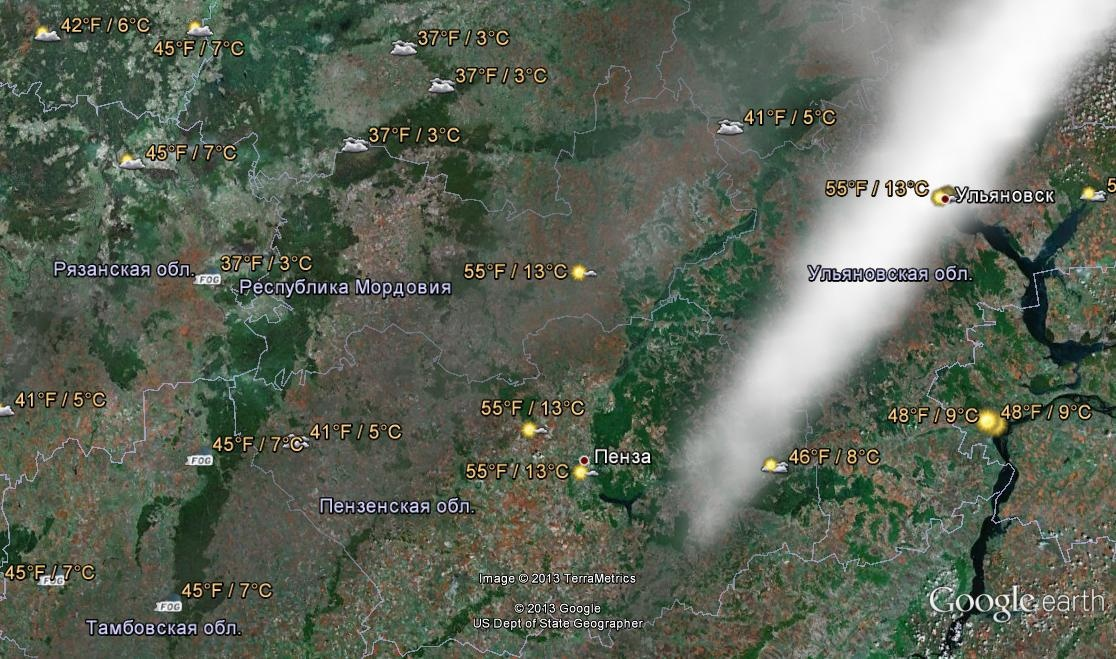 42°F / 6°C
45°F / 7°C
37°F / 3°C
37°F / 3°C
41°F / 5°C
37°F / 3°C
45°F / 7°C
55°F / 13°C
Ульяновск
5
Рязанская обл.
FOG
37°F / 3°C
Республика Мордовия
55°F / 13°C
Ульяновская обл.
41°F / 5°C
55°F / 13°C
48°F / 9°C
48°F / 9°C
45°F / 7°C
41°F / 5°C
FOG
Пенза
55°F / 13°C
46°F / 8°C
Пензенская обл.
45°F / 7°C
FOG
45°F / 7°C
FOG
Тамбовская обл.
Image © 2013 TerraMetrics
© 2013 Google
US Dept of State Geographer
Google earth